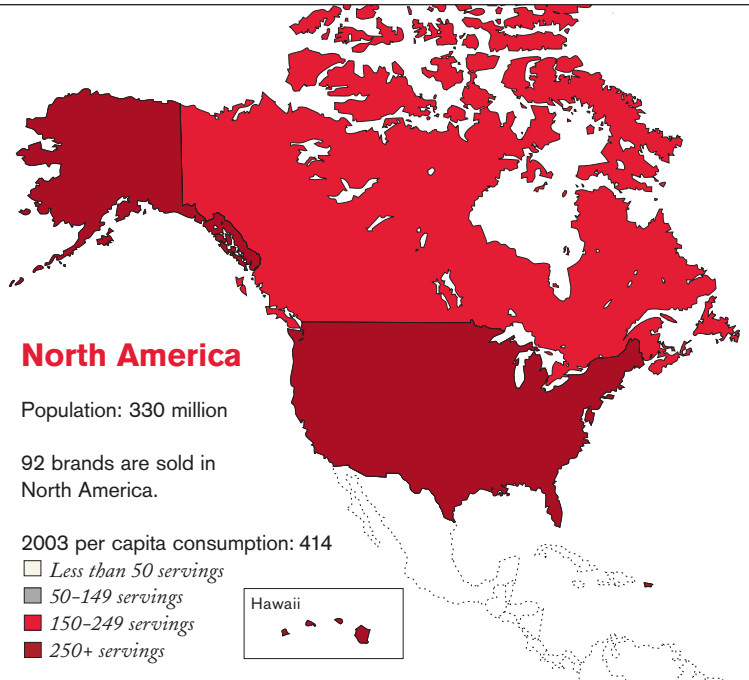 North America
Population: 330 million
92 brands are sold in
North America.
2003 per capita consumption: 414
Less than 50 servings
50–149 servings
150–249 servings
250+ servings
Hawaii